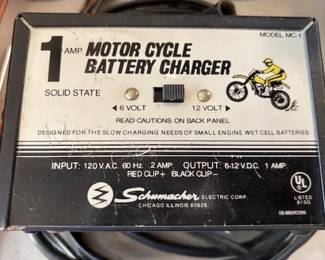 MODEL MC-1
1 AMP MOTOR CYCLE
BATTERY CHARGER
SOLID STATE
6 VOLT 12 VOLT
READ CAUTIONS ON BACK PANEL
DESIGNED FOR THE SLOW CHARGING NEEDS OF SMALL ENGINE WET CELL BATTERIES
INPUT: 120 V.A.C. 60 Hz. .2 AMP OUTPUT: 6-12 V.D.C. 1 AMP.
RED CLIP+ BLACK CLIP-
Schumacher ELECTRIC CORP.
CHICAGO ILLINOIS 60625
UL
LISTED